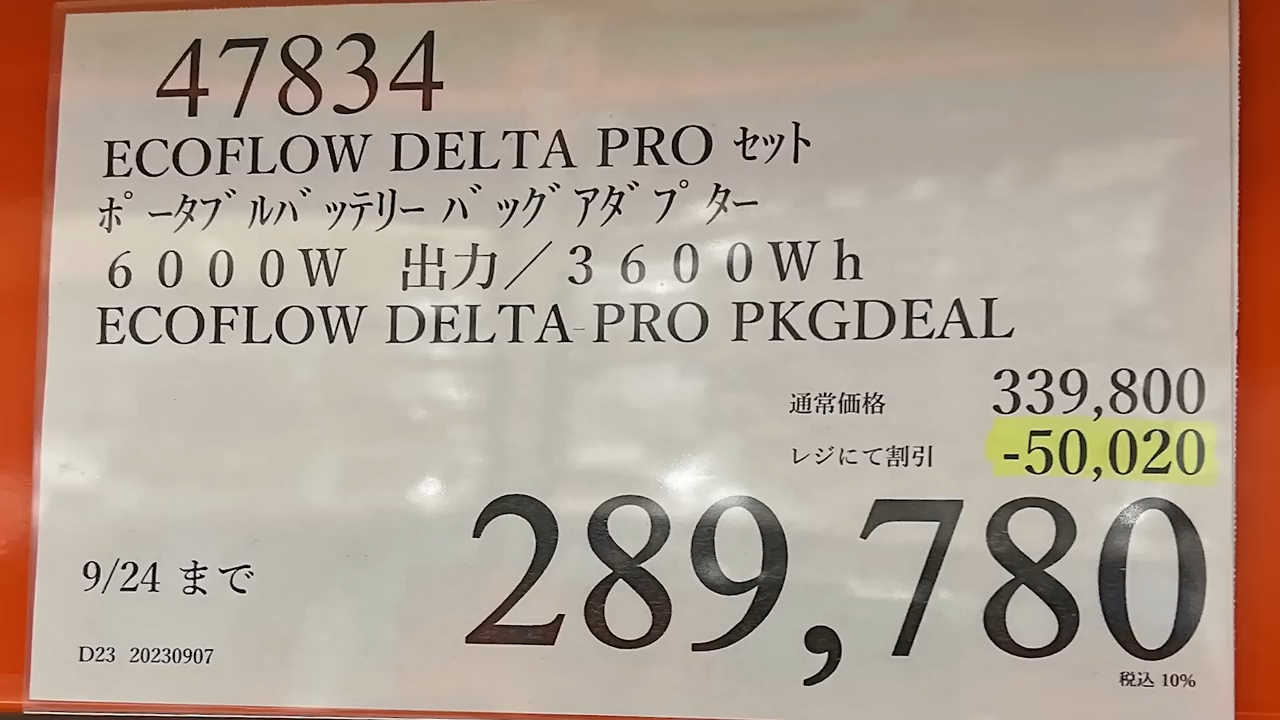 47834
ECOFLOW DELTA PRO セット
ﾎﾟｰﾀﾌﾞﾙﾊﾞｯﾃﾘｰ ﾊﾞｯｸﾞ ｱﾀﾞﾌﾟﾀｰ
６０００Ｗ　出力／３６００Ｗｈ
ECOFLOW DELTA PRO PKGDEAL
通常価格 339,800
レジにて割引 -50,020
289,780
9/24 まで
D23 20230907
税込 10%